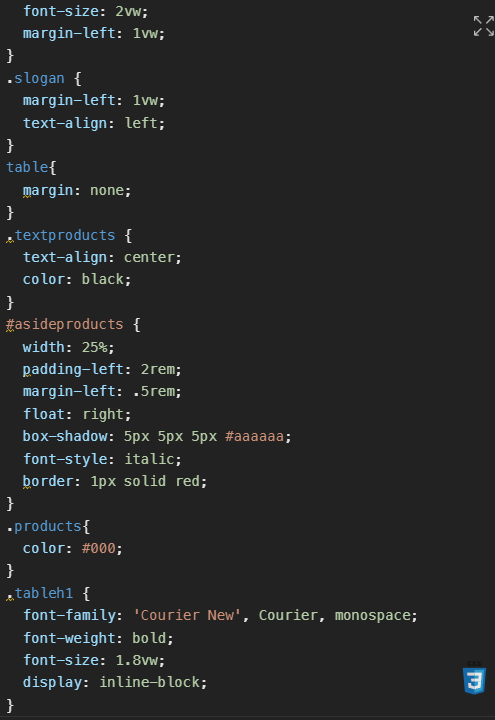 font-size: 2vw;
margin-left: 1vw;
}
.slogan {
margin-left: 1vw;
text-align: left;
}
table{
margin: none;
}
.textproducts {
text-align: center;
color: black;
}
#asideproducts {
width: 25%;
padding-left: 2rem;
margin-left: .5rem;
float: right;
box-shadow: 5px 5px 5px #aaaaaa;
font-style: italic;
border: 1px solid red;
}
.products{
color: #000;
}
.tableh1 {
font-family: 'Courier New', Courier, monospace;
font-weight: bold;
font-size: 1.8vw;
display: inline-block;
}
3